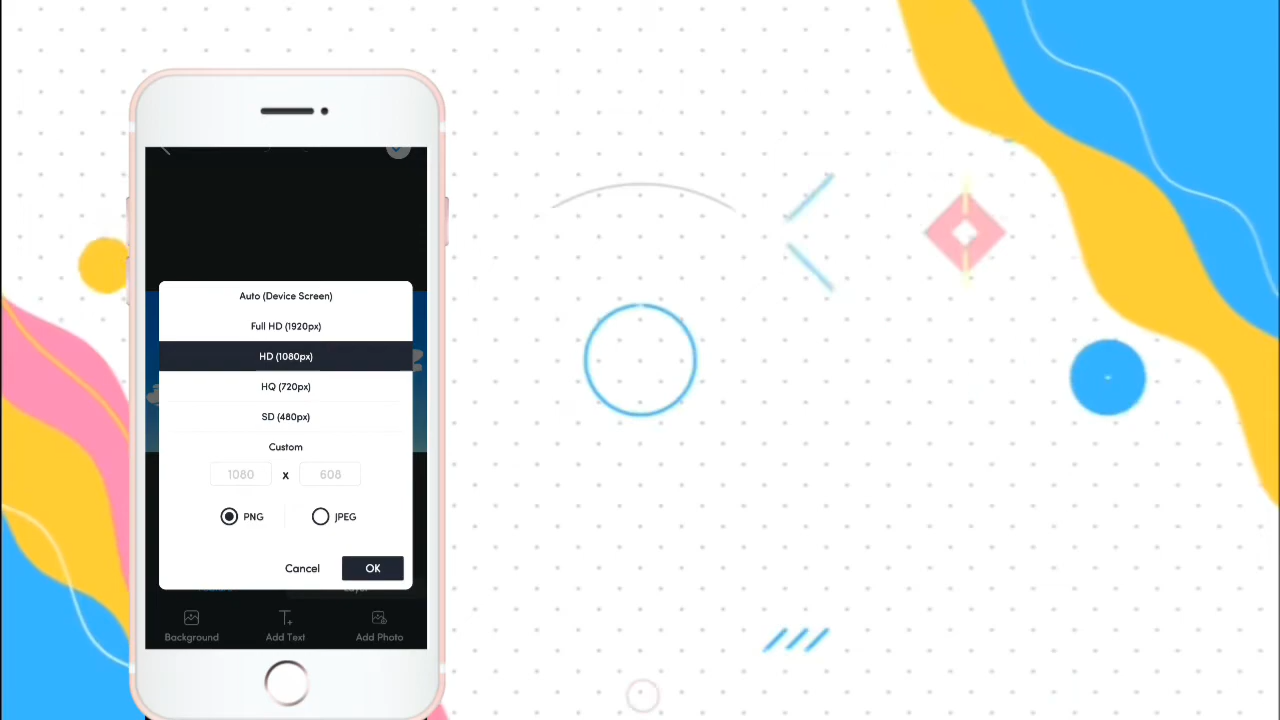 Auto (Device Screen)
Full HD (1920px)
HD (1080px)
HQ (720px)
SD (480px)
Custom
1080 x 608
PNG JPEG
Cancel OK
Background Add Text Add Photo